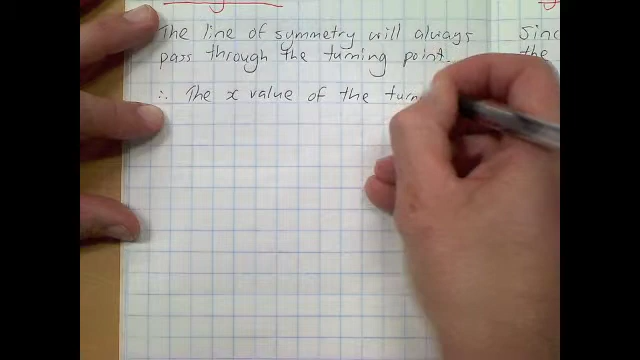 The line of symmetry will always
pass through the turning point.
∴ The x value of the turn
Sinc
the